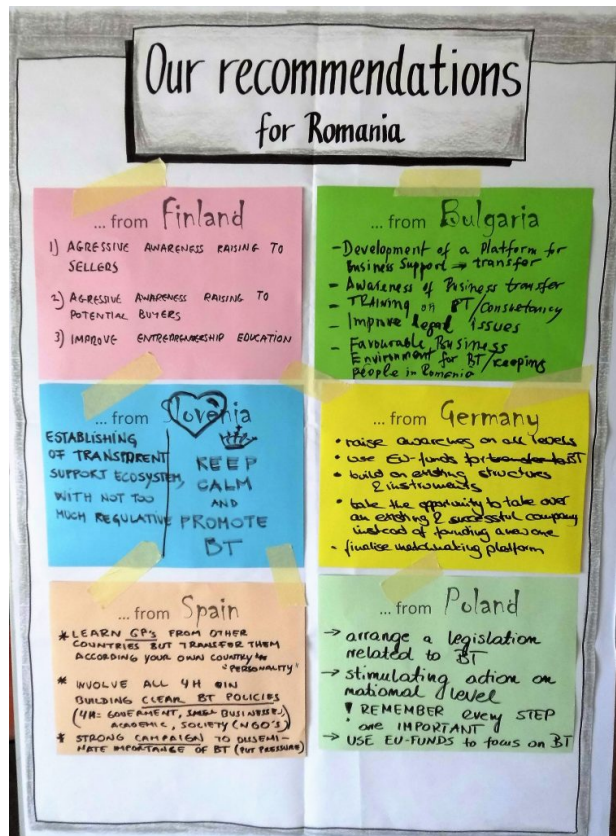 Our recommendations
for Romania
... from Finland
1) AGRESSIVE AWARENESS RAISING TO
SELLERS
2) AGRESSIVE AWARENESS RAISING TO
POTENTIAL BUYERS
3) IMPROVE ENTREPRENDERSHIP EDUCATION
... from Bulgaria
- Development of a Platform for
Business Support → transfer
- Awareness of Business transfer
- TRaining on BT/Consultancy
- Improve legal issues
- Favourable Business
Environment for BT/keeping
people in Romania
... from Slovenia
ESTABLISHING
OF TRANSPARENT
SUPPORT ECOSYSTEM,
WITH NOT TOO
MUCH REGULATIVE
KEEP
CALM
AND
PROMOTE
BT
... from Germany
• raise awareness on all levels
• use EU-funds for BT
• build on existing structures
& instruments
• take the opportunity to take over
an existing & successful company
instead of founding a new one
• finalise matchmaking platform
... from Spain
* LEARN GP's FROM OTHER
COUNTRIES BUT TRANSFER THEM
ACCORDING YOUR OWN COUNTRY
"PERSONALITY"
* INVOLVE ALL 4H IN
BUILDING CLEAR BT POLICIES
(4H= GOVERMENT, SMALL BUSINESSES,
ACADEMIC, SOCIETY (NGO'S)
* STRONG CAMPAIGN TO DISSEMI-
NATE IMPORTANCE OF BT (PUT PRESSURE)
... from Poland
→ arrange a legislation
related to BT
→ stimulating action on
national level
! REMEMBER every STEP
are IMPORTANT
→ USE EU-FUNDS to focus on BT